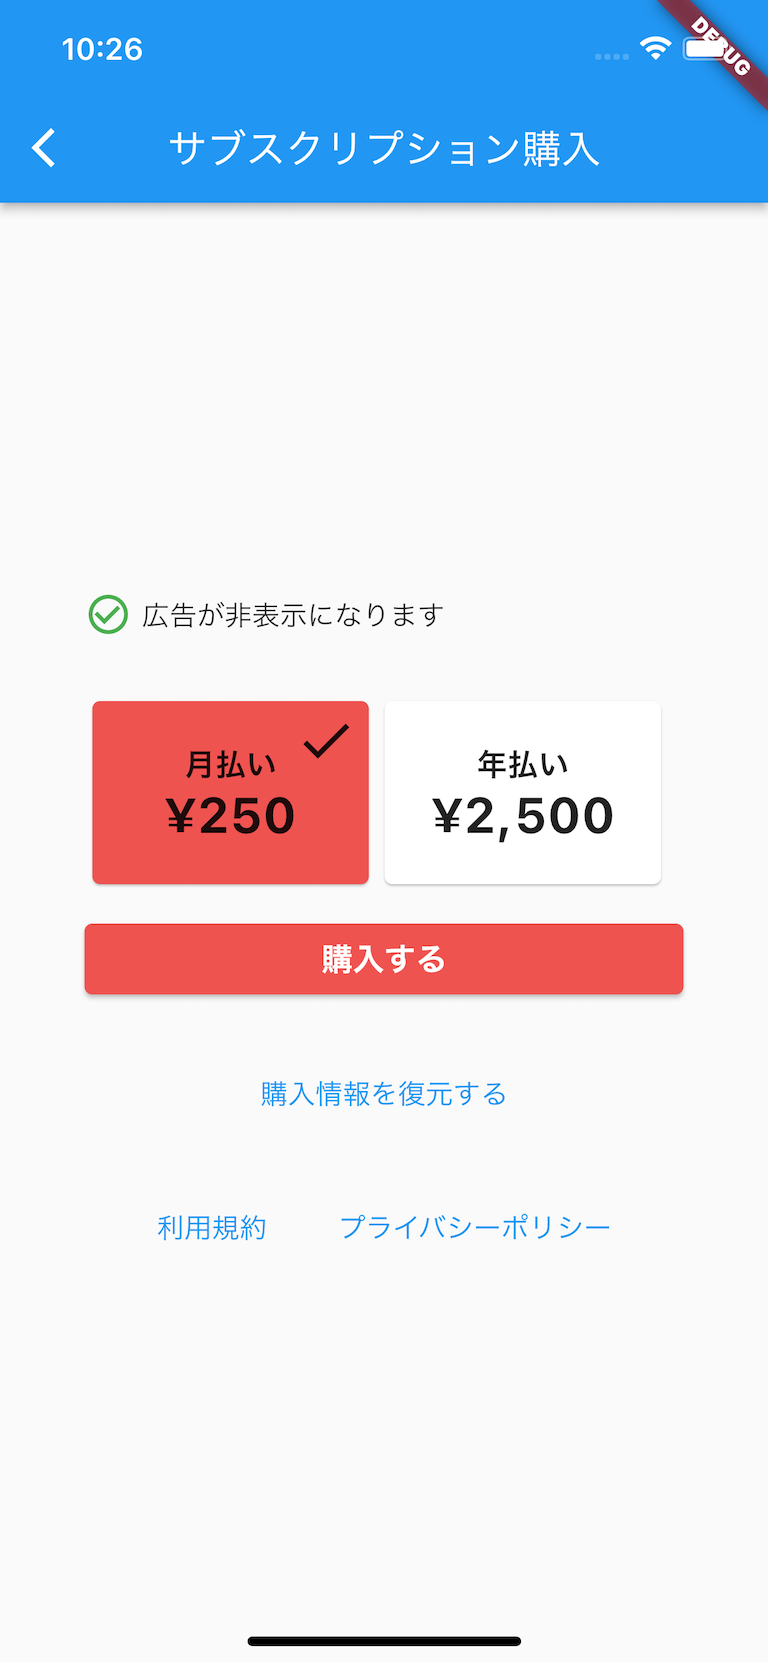 10:26
DEBUG
サブスクリプション購入
広告が非表示になります
月払い
¥250
年払い
¥2,500
購入する
購入情報を復元する
利用規約
プライバシーポリシー